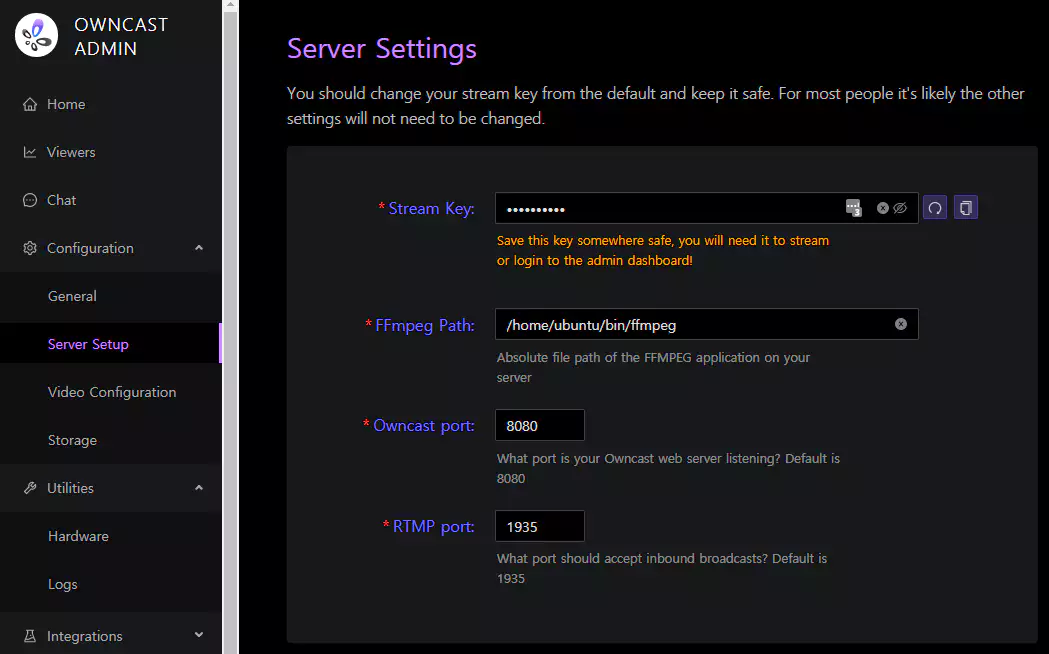 OWNCAST
ADMIN
Home
Viewers
Chat
Configuration
General
Server Setup
Video Configuration
Storage
Utilities
Hardware
Logs
Integrations
Server Settings
You should change your stream key from the default and keep it safe. For most people it's likely the other
settings will not need to be changed.
* Stream Key:
••••••••••
3
Save this key somewhere safe, you will need it to stream
or login to the admin dashboard!
* FFmpeg Path:
/home/ubuntu/bin/ffmpeg
Absolute file path of the FFMPEG application on your
server
* Owncast port:
8080
What port is your Owncast web server listening? Default is
8080
* RTMP port:
1935
What port should accept inbound broadcasts? Default is
1935